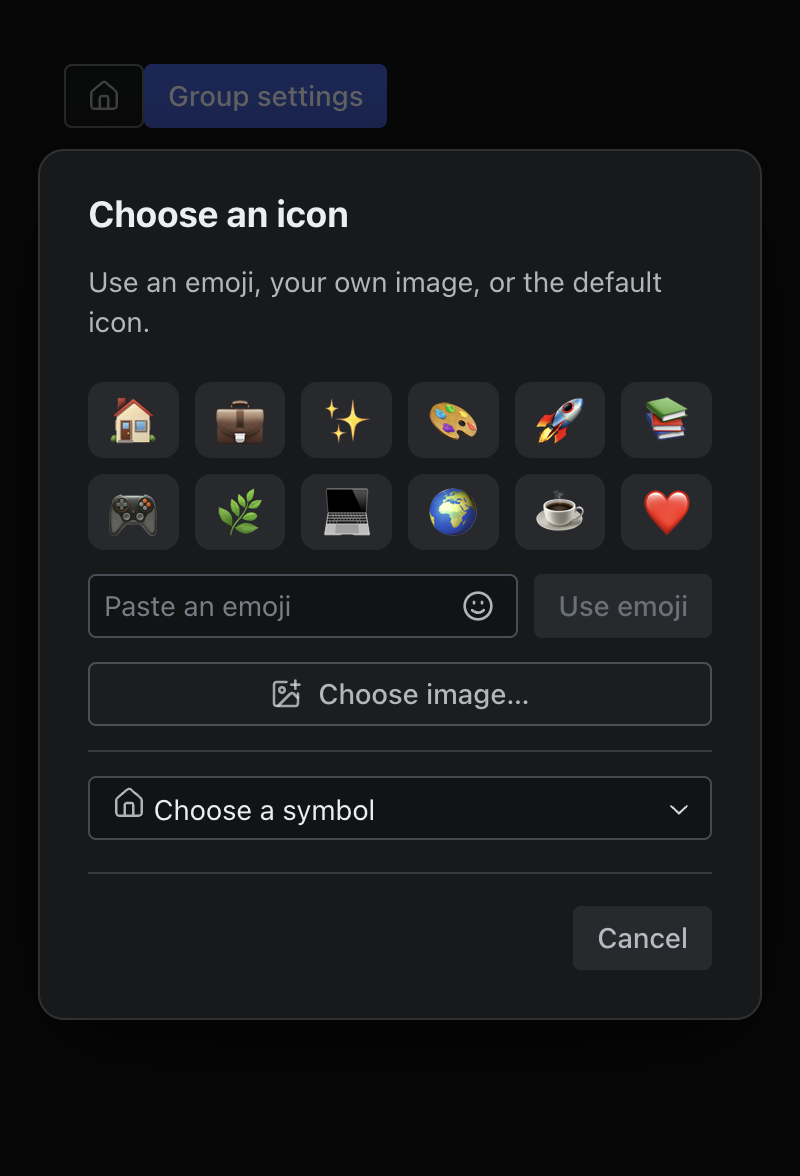 Group settings
Choose an icon
Use an emoji, your own image, or the default
icon.
Paste an emoji
Use emoji
Choose image...
Choose a symbol
Cancel